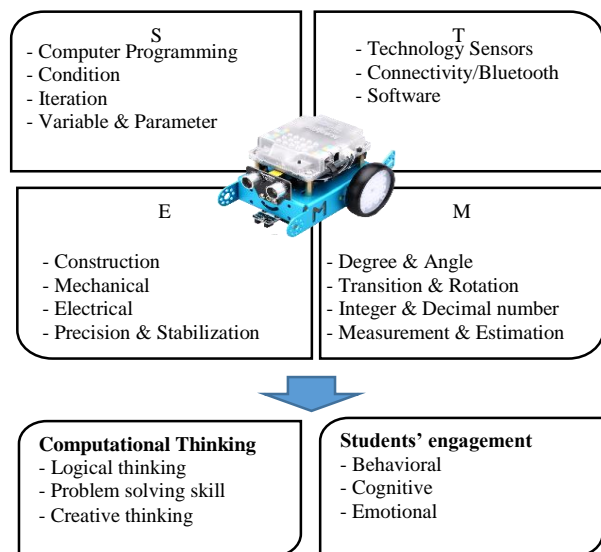 S
- Computer Programming
- Condition
- Iteration
- Variable & Parameter
T
- Technology Sensors
- Connectivity/Bluetooth
- Software
E
- Construction
- Mechanical
- Electrical
- Precision & Stabilization
M
- Degree & Angle
- Transition & Rotation
- Integer & Decimal number
- Measurement & Estimation
Computational Thinking
- Logical thinking
- Problem solving skill
- Creative thinking
Students’ engagement
- Behavioral
- Cognitive
- Emotional